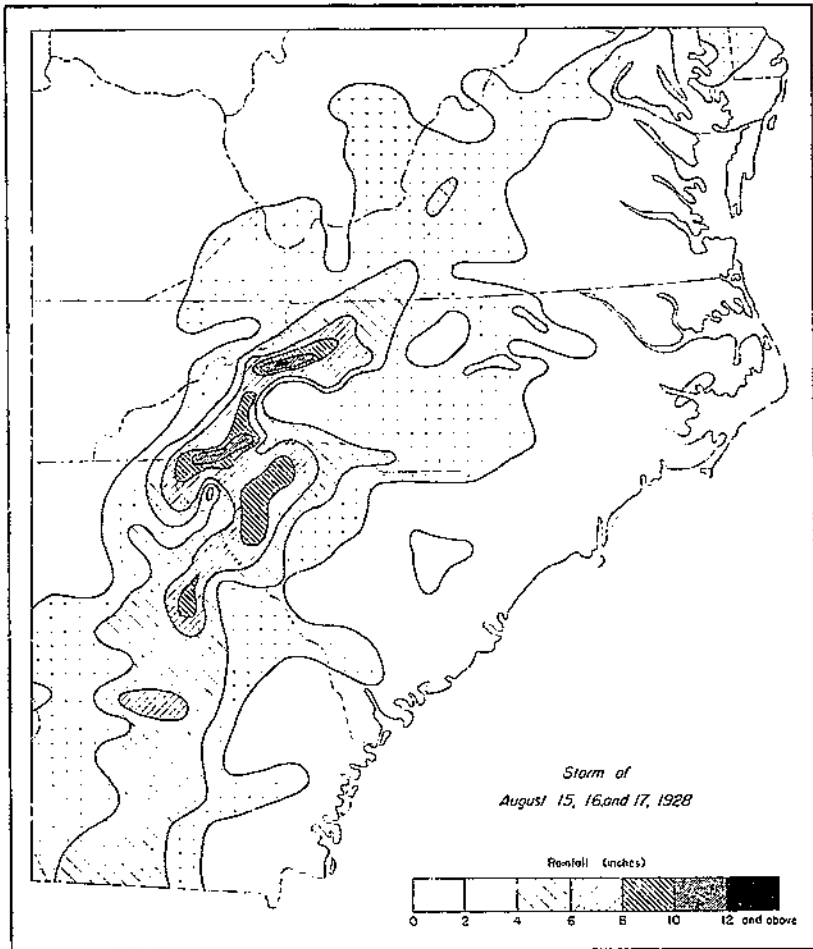 Storm of
August 15, 16, and 17, 1928
Rainfall (inches)
0 2 4 6 8 10 12 and above